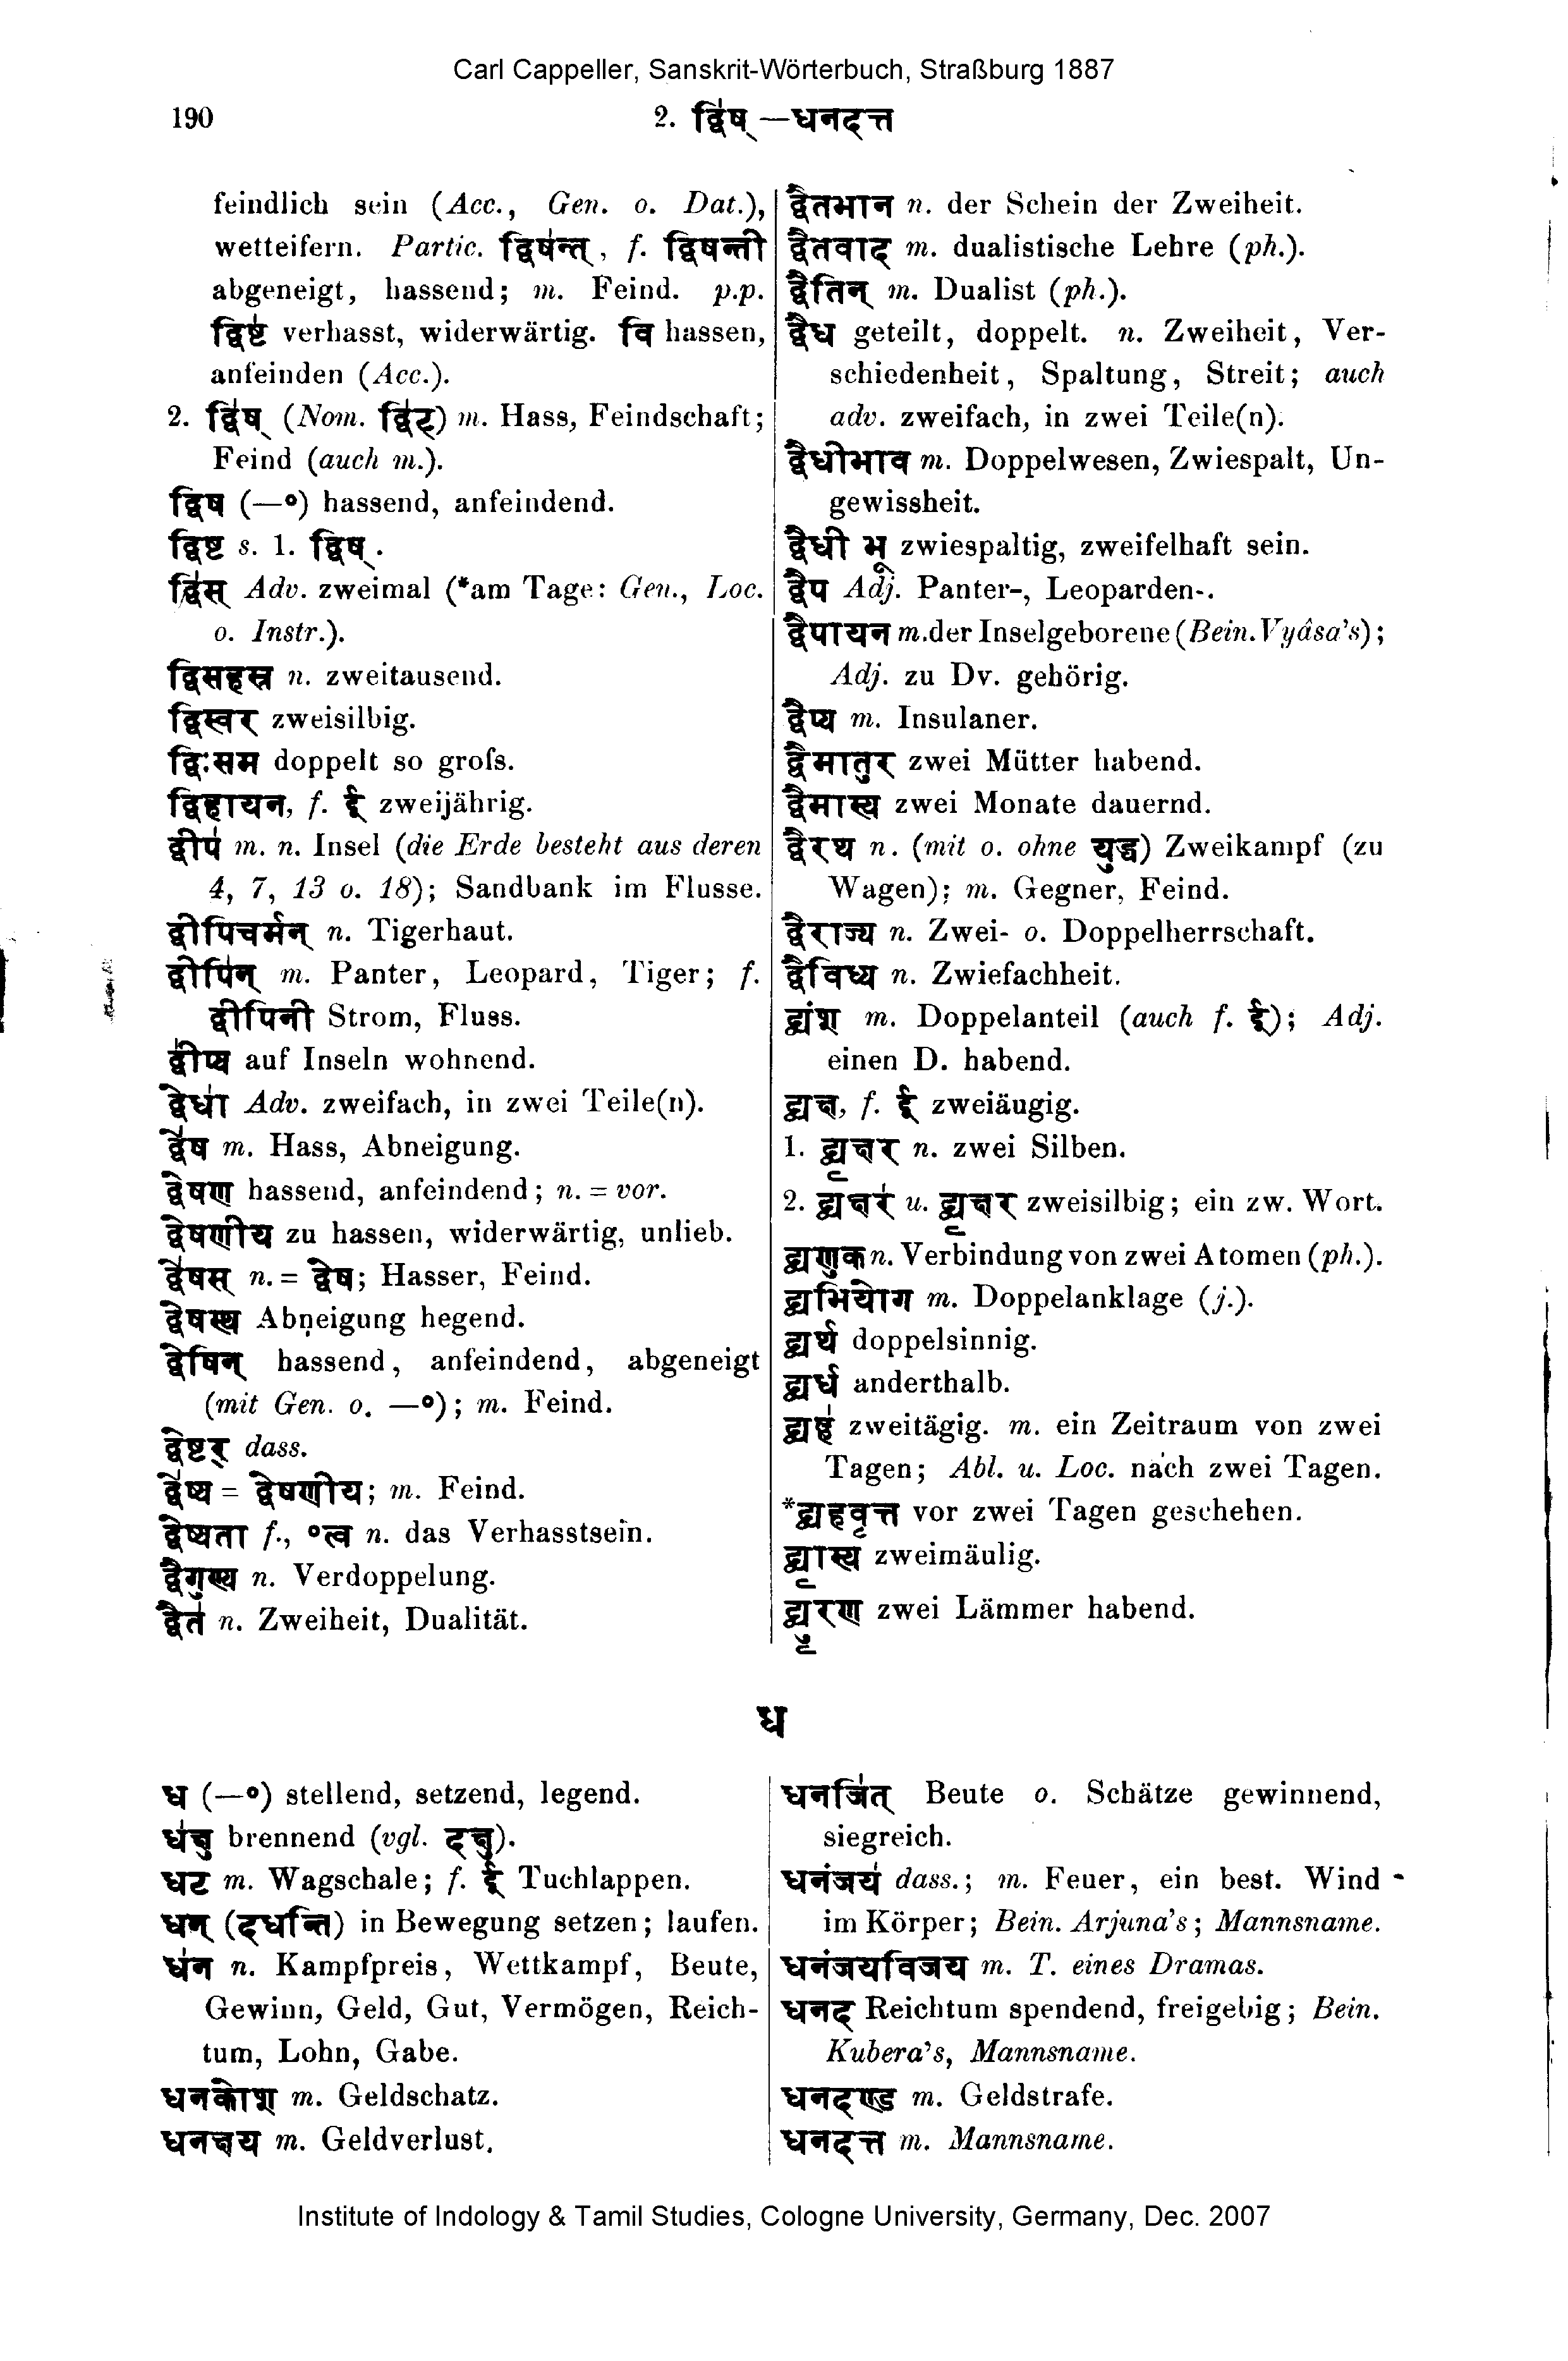 Carl Cappeller, Sanskrit-Wörterbuch, Straßburg 1887
190
2. द्वि॑ष् — धनदत्त
feindlich sein (Acc., Gen. o. Dat.),
wetteifern. Partic. द्विष॑न्त्, f. द्विषन्ती
abgeneigt, hassend; m. Feind. p.p.
द्विष्ट॑ verhasst, widerwärtig. वि hassen,
anfeinden (Acc.).
2. द्वि॑ष् (Nom. द्वि॑ट्) m. Hass, Feindschaft;
Feind (auch m.).
द्विष (—°) hassend, anfeindend.
द्विष्ट s. 1. द्विष्.
द्वि॑स् Adv. zweimal (*am Tage: Gen., Loc.
o. Instr.).
द्विसहस्र n. zweitausend.
द्विस्वर zweisilbig.
द्विःसम doppelt so groſs.
द्विहायन, f. ई zweijährig.
द्वीप॑ m. n. Insel (die Erde besteht aus deren
4, 7, 13 o. 18); Sandbank im Flusse.
द्वीपिचर्मन् n. Tigerhaut.
द्वीपि॑न् m. Panter, Leopard, Tiger; f.
द्वीपिनी Strom, Fluss.
द्वी॑प्य auf Inseln wohnend.
द्वेधा॑ Adv. zweifach, in zwei Teile(n).
द्वे॑ष m. Hass, Abneigung.
द्वेषण hassend, anfeindend; n. = vor.
द्वेषणीय zu hassen, widerwärtig, unlieb.
द्वे॑षस् n. = द्वेष; Hasser, Feind.
द्वेषस्थ Abneigung hegend.
द्वेषिन् hassend, anfeindend, abgeneigt
(mit Gen. o. —°); m. Feind.
द्वेष्टर् dass.
द्वे॑ष्य = द्वेषणीय; m. Feind.
द्वेष्यता f., °त्व n. das Verhasstsein.
द्वैगुण्य n. Verdoppelung.
द्वैत॑ n. Zweiheit, Dualität.
द्वैतभान n. der Schein der Zweiheit.
द्वैतवाद m. dualistische Lehre (ph.).
द्वैतिन् m. Dualist (ph.).
द्वैध geteilt, doppelt. n. Zweiheit, Ver-
schiedenheit, Spaltung, Streit; auch
adv. zweifach, in zwei Teile(n).
द्वैधीभाव m. Doppelwesen, Zwiespalt, Un-
gewissheit.
द्वैधी भू zwiespaltig, zweifelhaft sein.
द्वैप Adj. Panter-, Leoparden-.
द्वैपायन m. der Inselgeborene (Bein. Vyâsa's);
Adj. zu Dv. gehörig.
द्वैप्य m. Insulaner.
द्वैमातुर zwei Mütter habend.
द्वैमास्य zwei Monate dauernd.
द्वैरथ n. (mit o. ohne युद्ध) Zweikampf (zu
Wagen); m. Gegner, Feind.
द्वैराज्य n. Zwei- o. Doppelherrschaft.
द्वैविध्य n. Zwiefachheit.
द्व्यंश m. Doppelanteil (auch f. ई); Adj.
einen D. habend.
द्व्यक्ष, f. ई zweiäugig.
1. द्व्यृक्षर n. zwei Silben.
2. द्व्यक्षर॑ u. द्व्यृक्षर zweisilbig; ein zw. Wort.
द्व्यणुक n. Verbindung von zwei Atomen (ph.).
द्व्यभियोग m. Doppelanklage (j.).
द्व्यर्थ doppelsinnig.
द्व्यर्ध anderthalb.
द्व्यह॑ zweitägig. m. ein Zeitraum von zwei
Tagen; Abl. u. Loc. nach zwei Tagen.
*द्व्यहवृत्त vor zwei Tagen geschehen.
द्व्यास्य zweimäulig.
द्व्युरण zwei Lämmer habend.
ध
ध (—°) stellend, setzend, legend.
ध॑क्षु brennend (vgl. दक्षु).
धट m. Wagschale; f. ई Tuchlappen.
धन् (दधन्ति) in Bewegung setzen; laufen.
ध॑न n. Kampfpreis, Wettkampf, Beute,
Gewinn, Geld, Gut, Vermögen, Reich-
tum, Lohn, Gabe.
धनकोश m. Geldschatz.
धनक्षय m. Geldverlust.
धनजि॑त् Beute o. Schätze gewinnend,
siegreich.
धनंजय॑ dass.; m. Feuer, ein best. Wind
im Körper; Bein. Arjuna's; Mannsname.
धनंजयविजय m. T. eines Dramas.
धनद Reichtum spendend, freigebig; Bein.
Kubera's, Mannsname.
धनदण्ड m. Geldstrafe.
धनदत्त m. Mannsname.
Institute of Indology & Tamil Studies, Cologne University, Germany, Dec. 2007